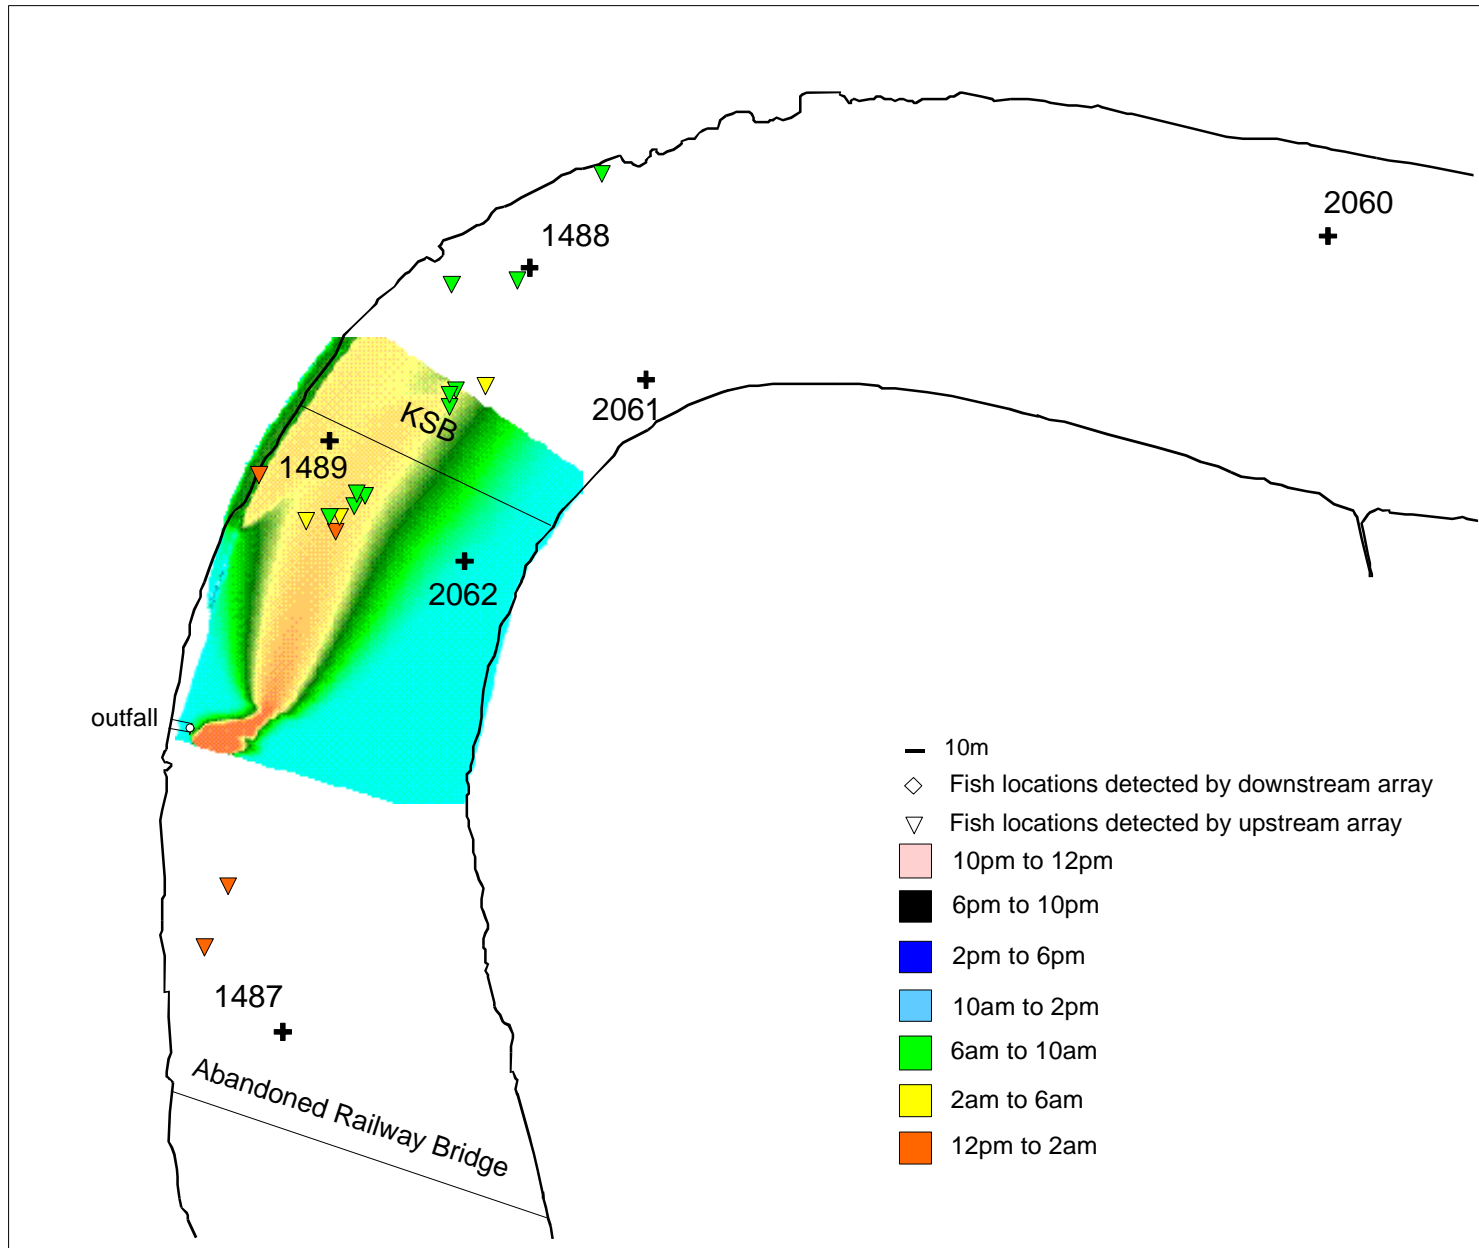 2060
1488
2061
KSB
1489
2062
outfall
10m
Fish locations detected by downstream array
Fish locations detected by upstream array
10pm to 12pm
6pm to 10pm
2pm to 6pm
10am to 2pm
6am to 10am
2am to 6am
12pm to 2am
1487
Abandoned Railway Bridge